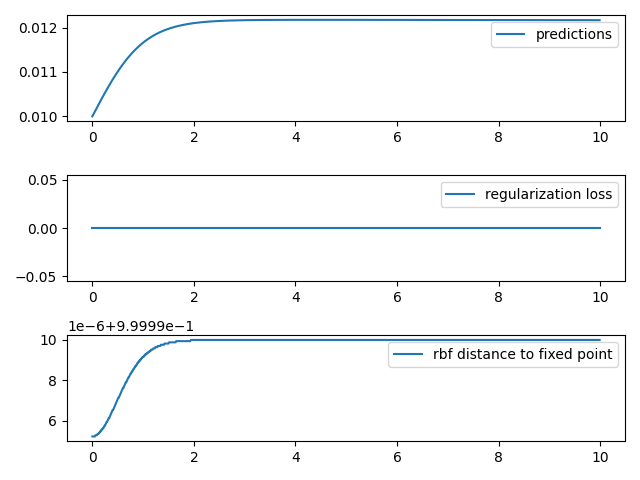 0.012
predictions
0.011
0.010
0 2 4 6 8 10
0.05
regularization loss
0.00
−0.05
0 2 4 6 8 10
1e-6+9.9999e-1
10
rbf distance to fixed point
8
6
0 2 4 6 8 10